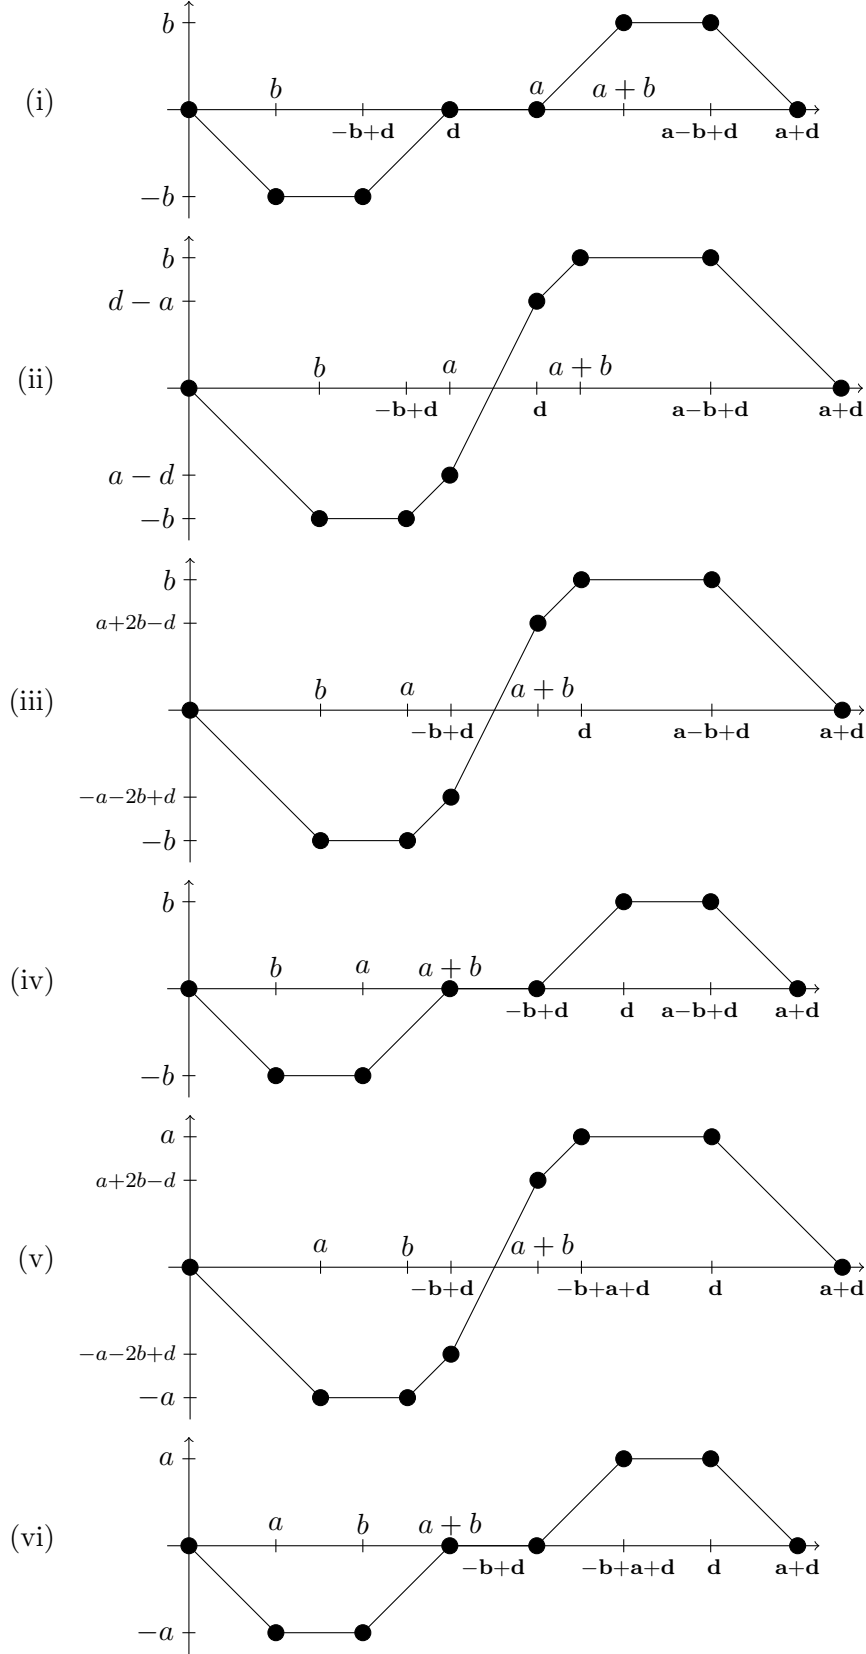 b
(i)
b
a
a + b
−b+d
d
a−b+d
a+d
−b
b
d − a
(ii)
b
a
a + b
−b+d
d
a−b+d
a+d
a − d
−b
b
a+2b−d
(iii)
b
a
a + b
−b+d
d
a−b+d
a+d
−a−2b+d
−b
b
(iv)
b
a
a + b
−b+d
d
a−b+d
a+d
−b
a
a+2b−d
(v)
a
b
a + b
−b+d
−b+a+d
d
a+d
−a−2b+d
−a
a
(vi)
a
b
a + b
−b+d
−b+a+d
d
a+d
−a